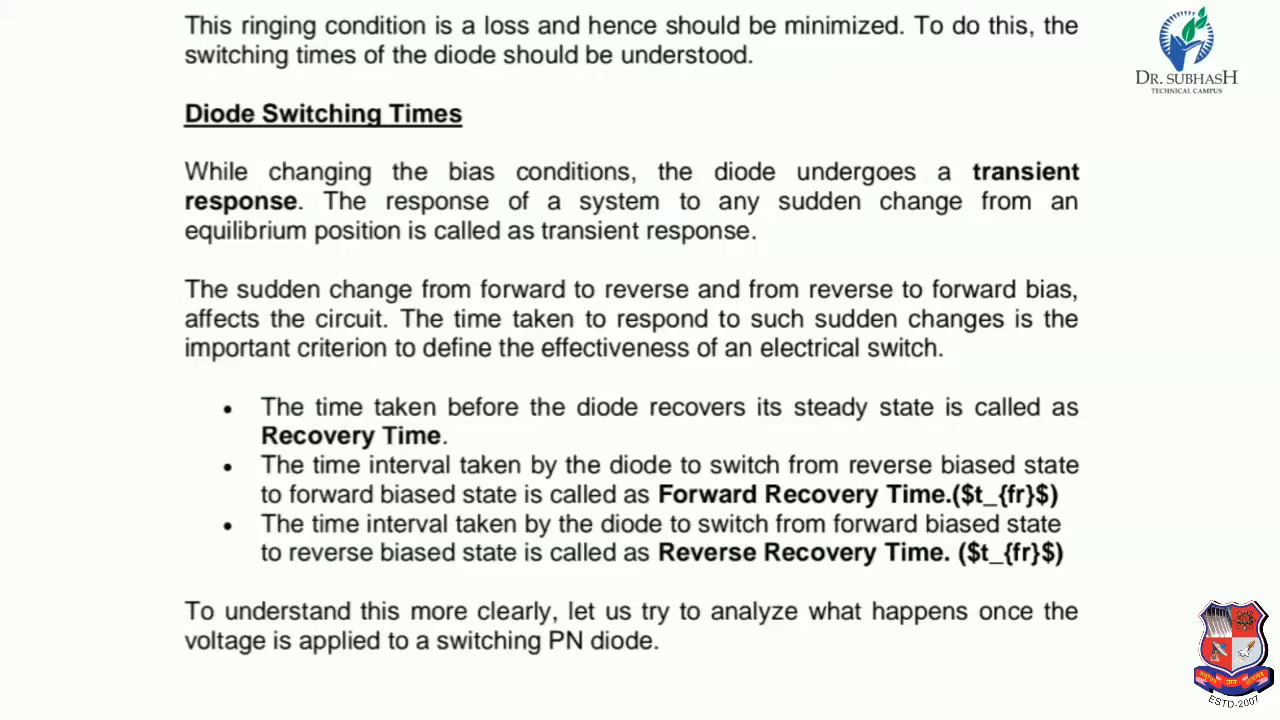 This ringing condition is a loss and hence should be minimized. To do this, the
switching times of the diode should be understood.
DR. SUBHASH
TECHNICAL CAMPUS
Diode Switching Times
While changing the bias conditions, the diode undergoes a transient
response. The response of a system to any sudden change from an
equilibrium position is called as transient response.
The sudden change from forward to reverse and from reverse to forward bias,
affects the circuit. The time taken to respond to such sudden changes is the
important criterion to define the effectiveness of an electrical switch.
• The time taken before the diode recovers its steady state is called as
Recovery Time.
• The time interval taken by the diode to switch from reverse biased state
to forward biased state is called as Forward Recovery Time.($t_{fr}$)
• The time interval taken by the diode to switch from forward biased state
to reverse biased state is called as Reverse Recovery Time. ($t_{fr}$)
To understand this more clearly, let us try to analyze what happens once the
voltage is applied to a switching PN diode.
ESTD-2007